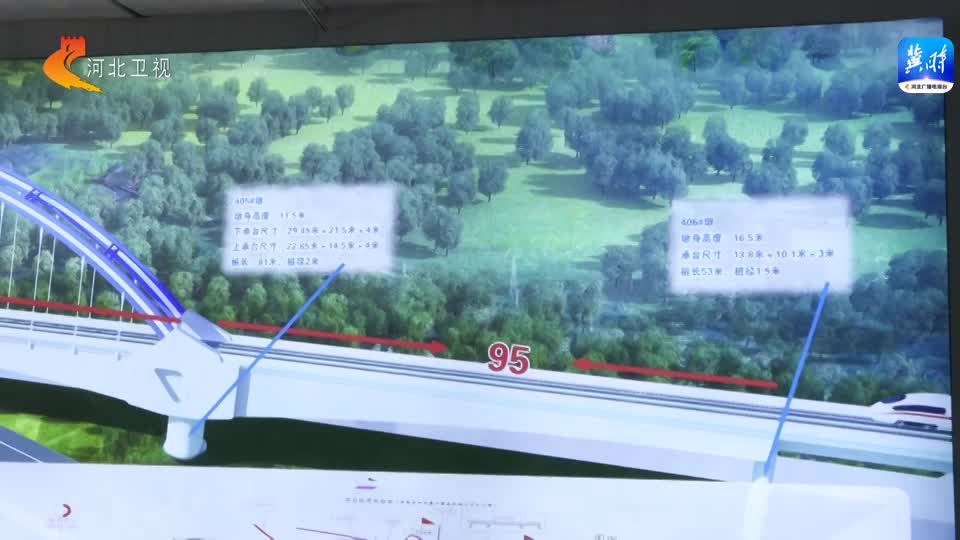 河北卫视
冀时
河北广播电视台
405#墩
墩身高度 11.5米
下承台尺寸 29.45米×21.5米×4米
上承台尺寸 22.85米×14.5米×4米
桩长 81米、桩径2米
406#墩
墩身高度 16.5米
承台尺寸 13.8米×10.1米×3米
桩长53米、桩径1.5米
95